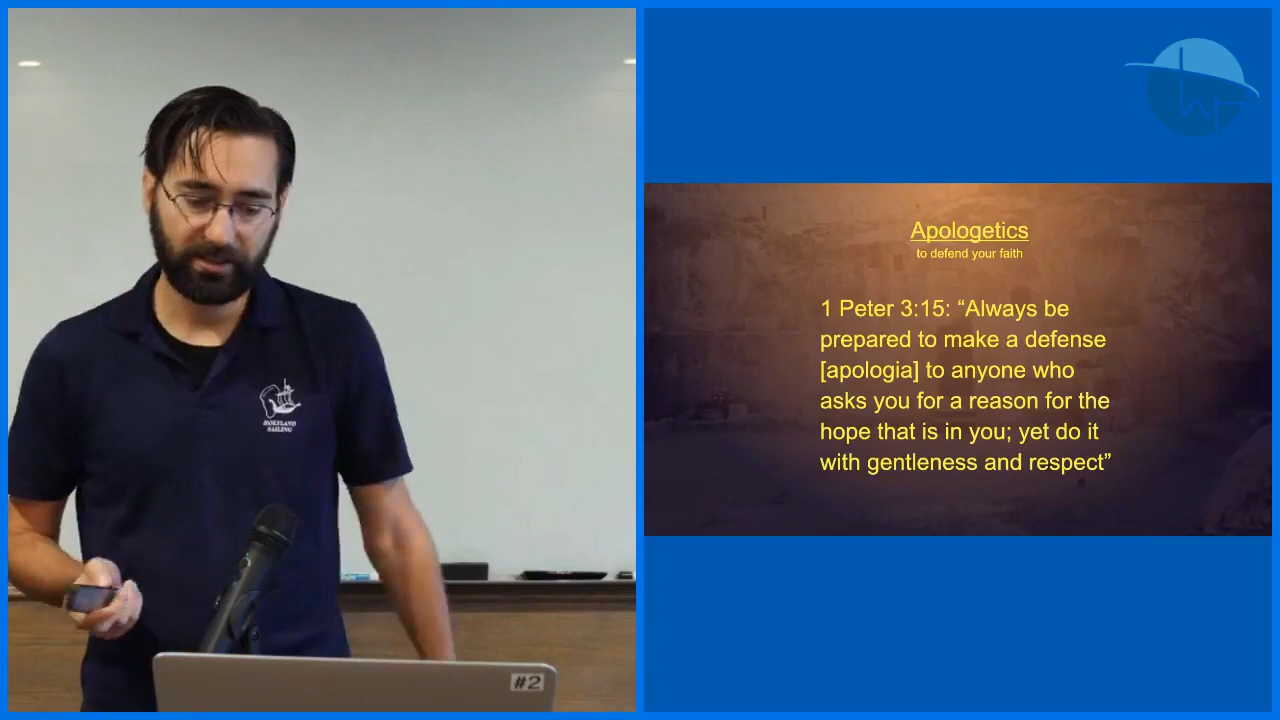 HOLYLAND
SAILING
#2
Apologetics
to defend your faith
1 Peter 3:15: “Always be
prepared to make a defense
[apologia] to anyone who
asks you for a reason for the
hope that is in you; yet do it
with gentleness and respect”